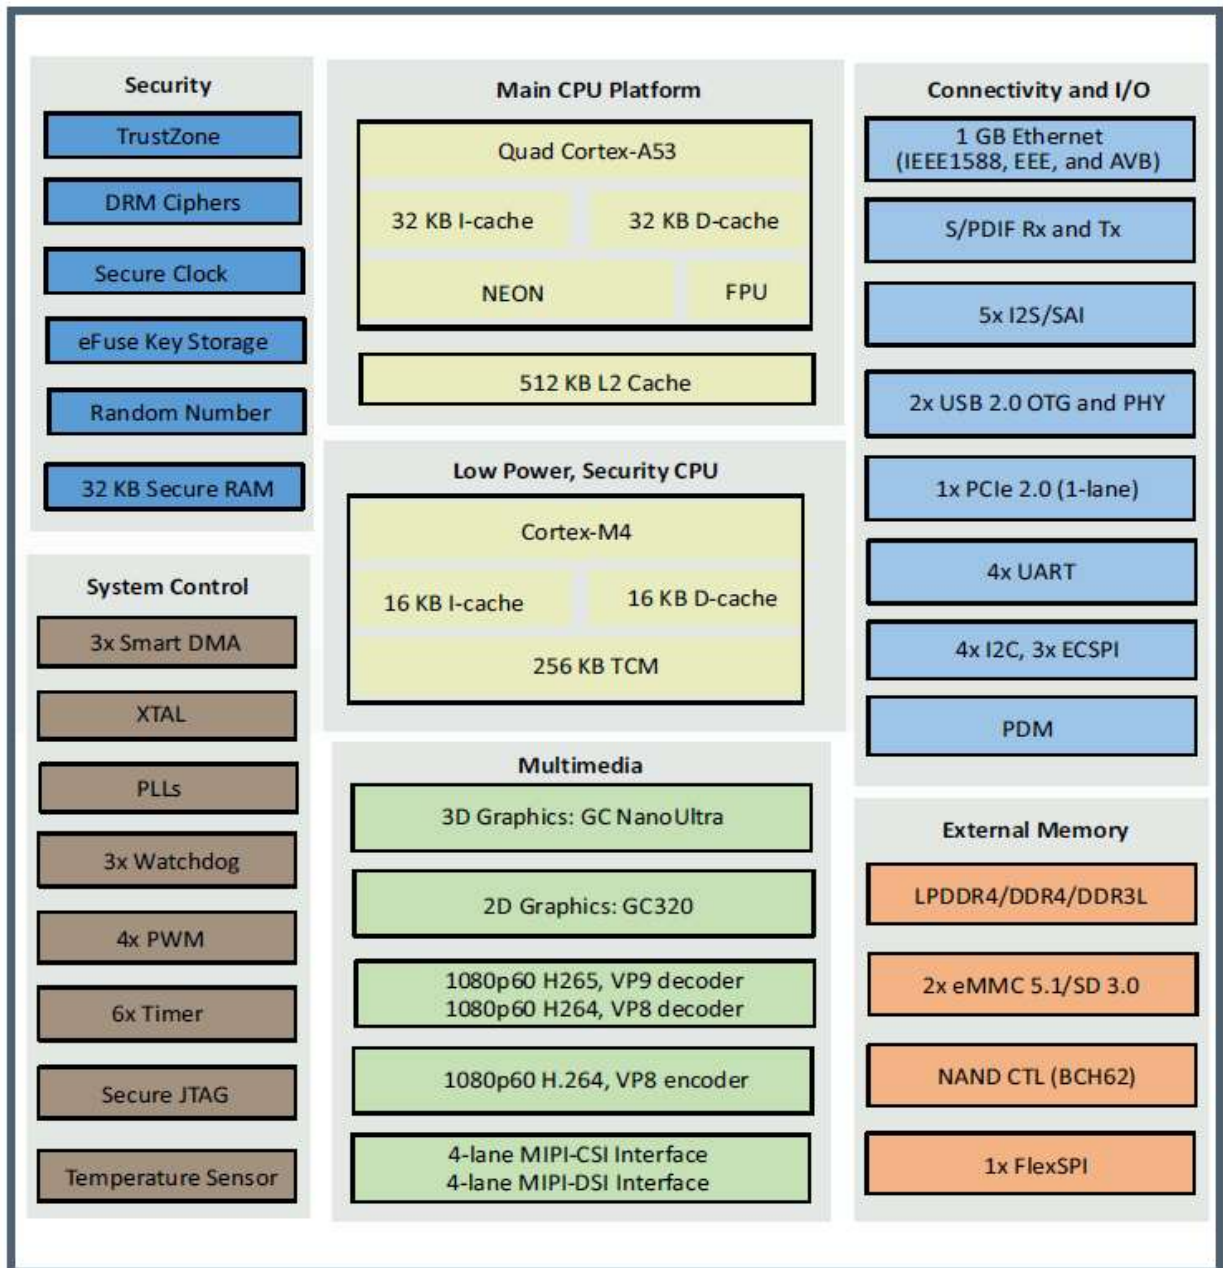 Security
TrustZone
DRM Ciphers
Secure Clock
eFuse Key Storage
Random Number
32 KB Secure RAM
System Control
3x Smart DMA
XTAL
PLLs
3x Watchdog
4x PWM
6x Timer
Secure JTAG
Temperature Sensor
Main CPU Platform
Quad Cortex-A53
32 KB I-cache
32 KB D-cache
NEON
FPU
512 KB L2 Cache
Low Power, Security CPU
Cortex-M4
16 KB I-cache
16 KB D-cache
256 KB TCM
Multimedia
3D Graphics: GC NanoUltra
2D Graphics: GC320
1080p60 H265, VP9 decoder
1080p60 H264, VP8 decoder
1080p60 H.264, VP8 encoder
4-lane MIPI-CSI Interface
4-lane MIPI-DSI Interface
Connectivity and I/O
1 GB Ethernet
(IEEE1588, EEE, and AVB)
S/PDIF Rx and Tx
5x I2S/SAI
2x USB 2.0 OTG and PHY
1x PCIe 2.0 (1-lane)
4x UART
4x I2C, 3x ECSPI
PDM
External Memory
LPDDR4/DDR4/DDR3L
2x eMMC 5.1/SD 3.0
NAND CTL (BCH62)
1x FlexSPI